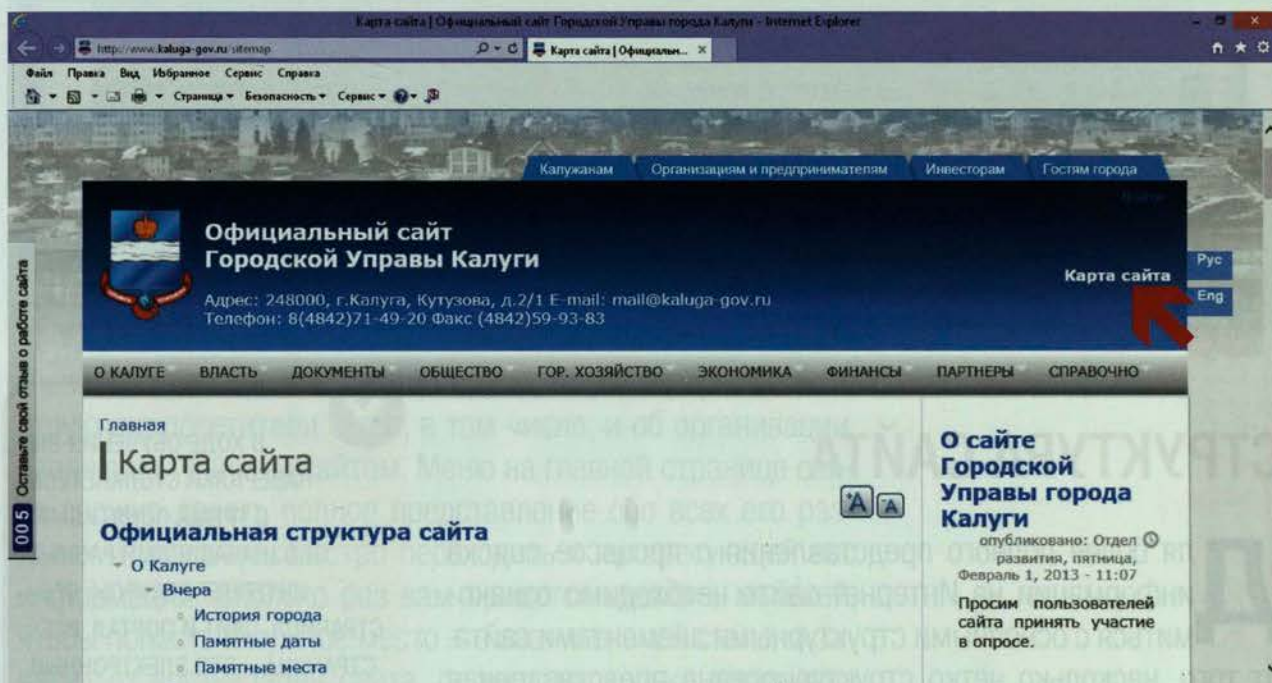 Карта сайта | Официальный сайт Городской Управы города Калуги - Internet Explorer
http://www.kaluga-gov.ru/sitemap
Карта сайта | Официальн... ×
Файл Правка Вид Избранное Сервис Справка
Страница Безопасность Сервис
Калужанам Организациям и предпринимателям Инвесторам Гостям города
Официальный сайт
Городской Управы Калуги
Адрес: 248000, г.Калуга, Кутузова, д.2/1 E-mail: mail@kaluga-gov.ru
Телефон: 8(4842)71-49-20 Факс (4842)59-93-83
Карта сайта
Рус
Eng
Оставьте свой отзыв о работе сайта
005
О КАЛУГЕ ВЛАСТЬ ДОКУМЕНТЫ ОБЩЕСТВО ГОР. ХОЗЯЙСТВО ЭКОНОМИКА ФИНАНСЫ ПАРТНЕРЫ СПРАВОЧНО
Главная
Карта сайта
+A -A
Официальная структура сайта
О Калуге
Вчера
История города
Памятные даты
Памятные места
О сайте
Городской
Управы города
Калуги
опубликовано: Отдел
развития, пятница,
Февраль 1, 2013 - 11:07
Просим пользователей
сайта принять участие
в опросе.